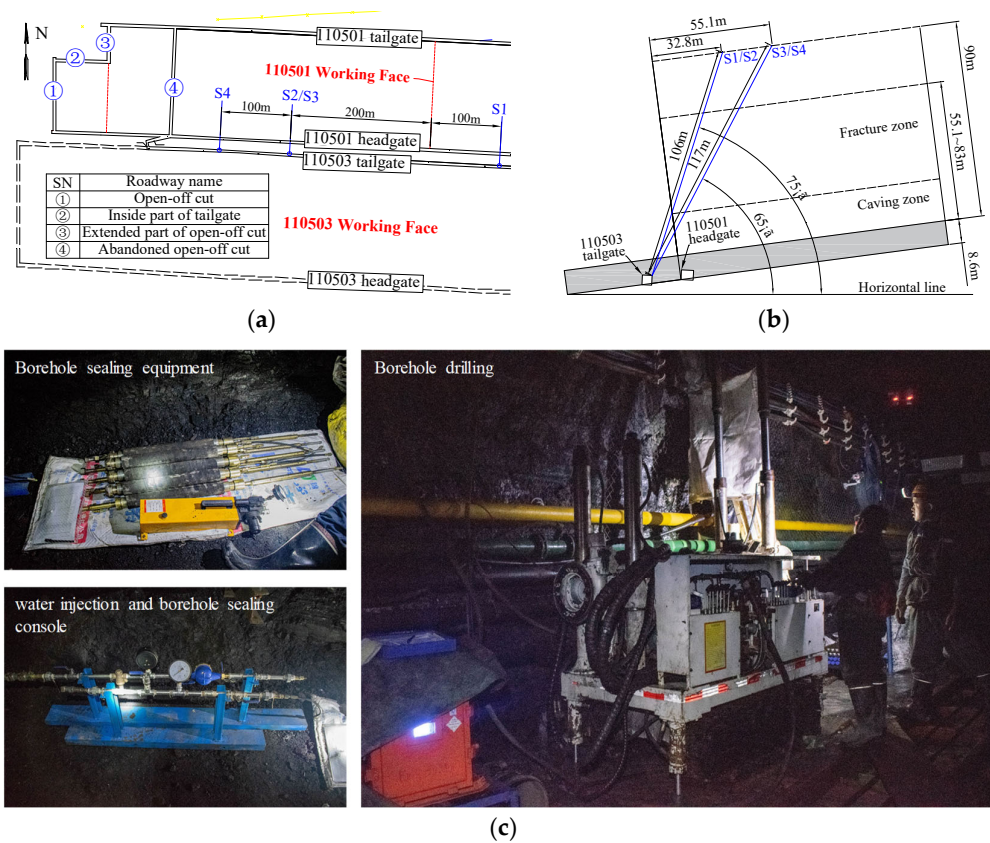 N
110501 tailgate
③
②
①
④
110501 Working Face
S4
S2/S3
S1
100m
200m
100m
110501 headgate
110503 tailgate
SN Roadway name
① Open-off cut
② Inside part of tailgate
③ Extended part of open-off cut
④ Abandoned open-off cut
110503 Working Face
110503 headgate
(a)
55.1m
32.8m
S1/S2
S3/S4
90m
55.1~83m
Fracture zone
106m
117m
75¡ã
65¡ã
Caving zone
110503
tailgate
110501
headgate
8.6m
Horizontal line
(b)
Borehole sealing equipment
Borehole drilling
water injection and borehole sealing
console
(c)